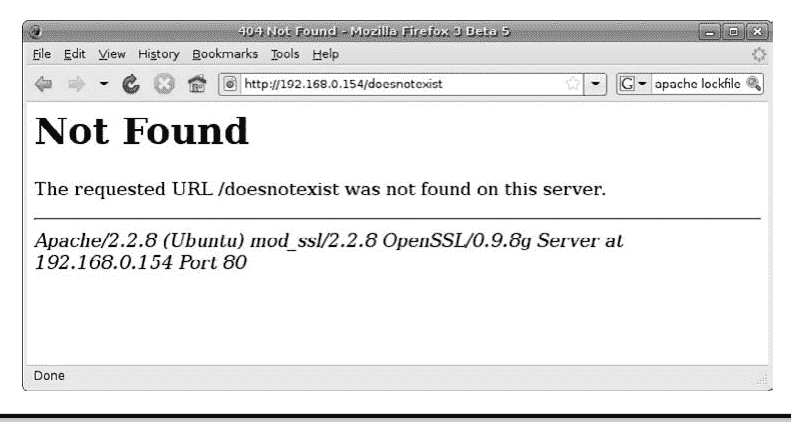 404 Not Found - Mozilla Firefox 3 Beta 5
File Edit View History Bookmarks Tools Help
http://192.168.0.154/doesnotexist G apache lockfile
Not Found
The requested URL /doesnotexist was not found on this server.
Apache/2.2.8 (Ubuntu) mod_ssl/2.2.8 OpenSSL/0.9.8g Server at
192.168.0.154 Port 80
Done